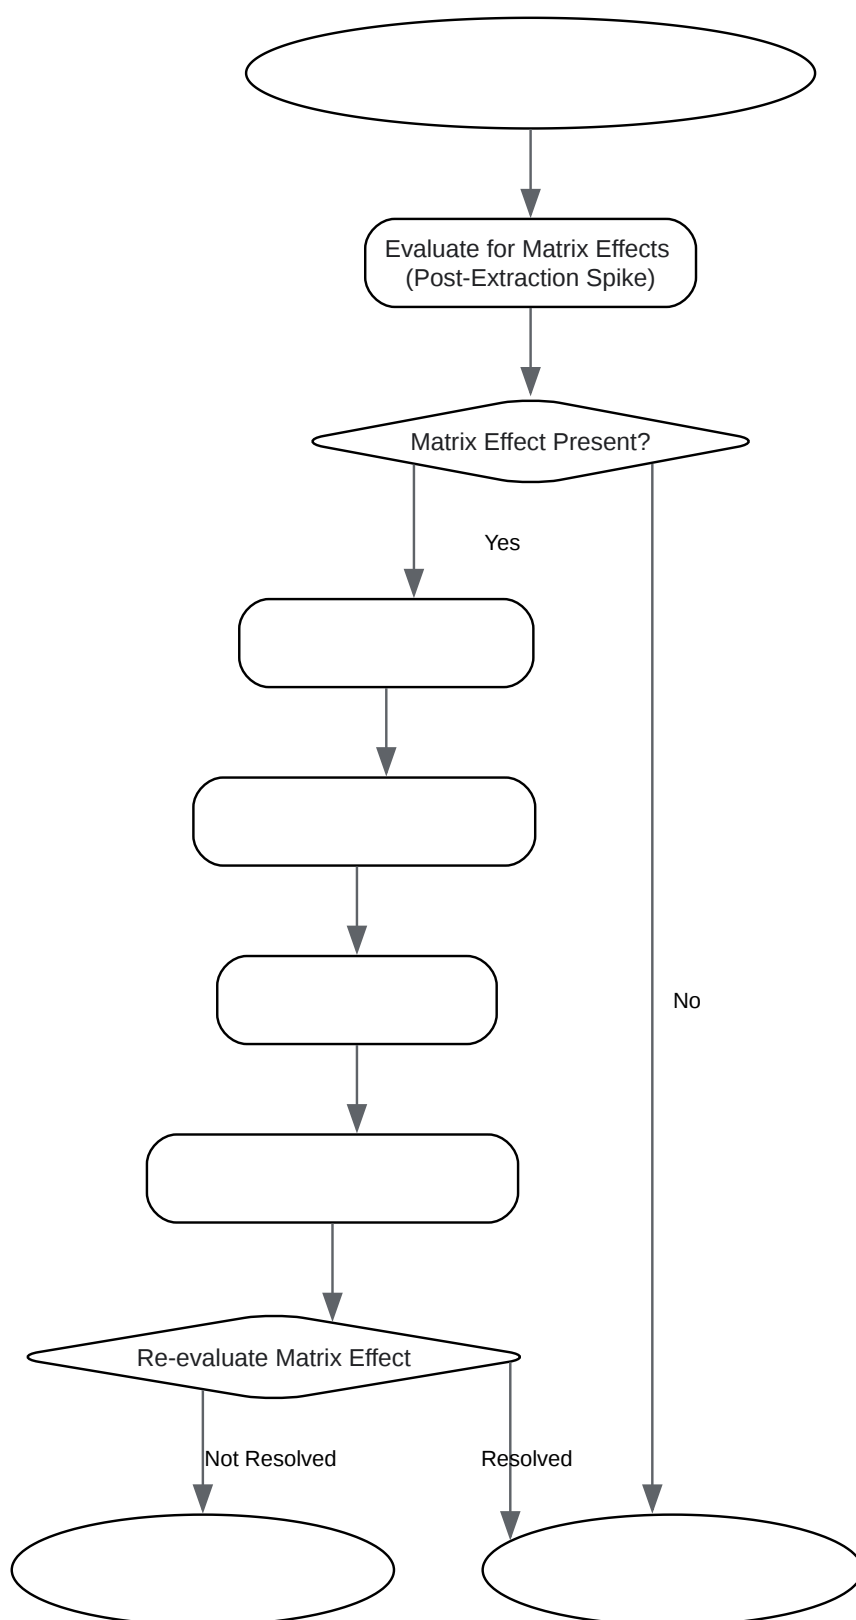 Evaluate for Matrix Effects
(Post-Extraction Spike)
Matrix Effect Present?
Yes
No
Re-evaluate Matrix Effect
Not Resolved
Resolved